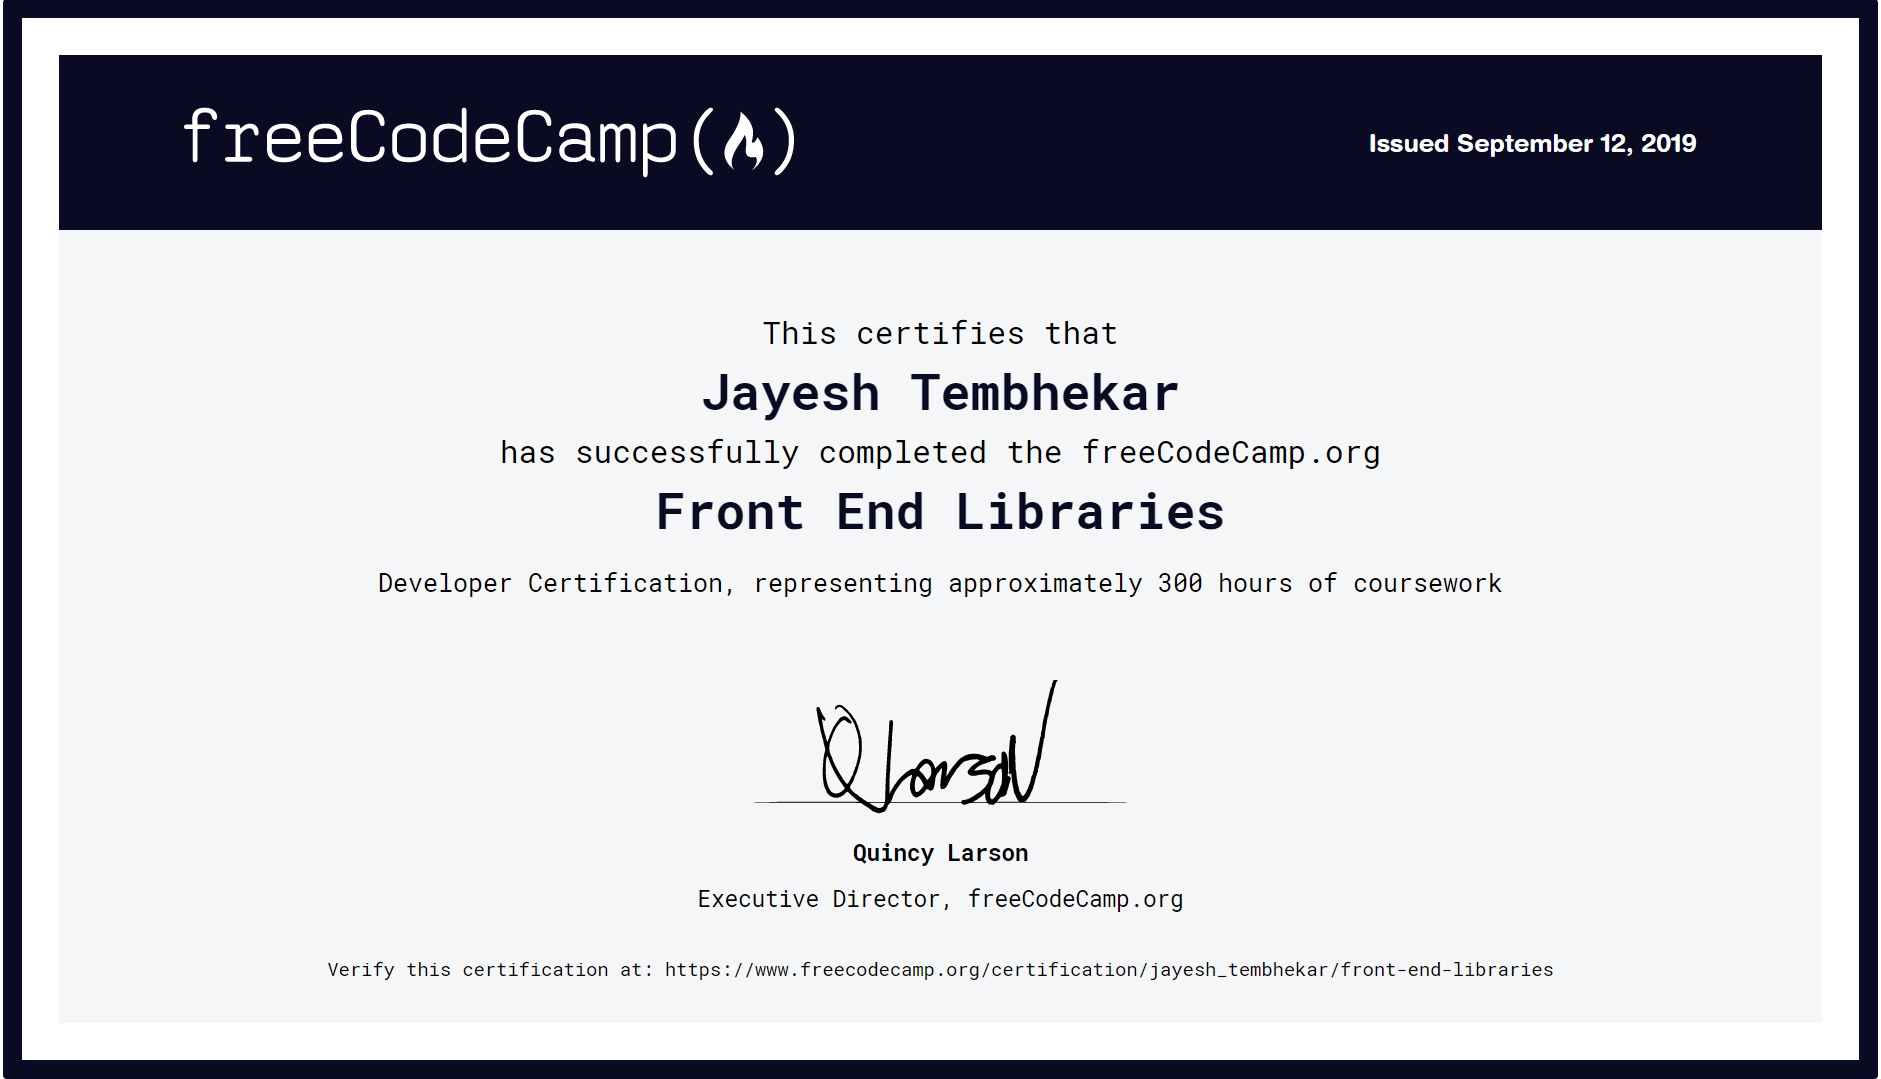 freeCodeCamp(🔥)
Issued September 12, 2019
This certifies that
Jayesh Tembhekar
has successfully completed the freeCodeCamp.org
Front End Libraries
Developer Certification, representing approximately 300 hours of coursework
Q Larson
Quincy Larson
Executive Director, freeCodeCamp.org
Verify this certification at: https://www.freecodecamp.org/certification/jayesh_tembhekar/front-end-libraries